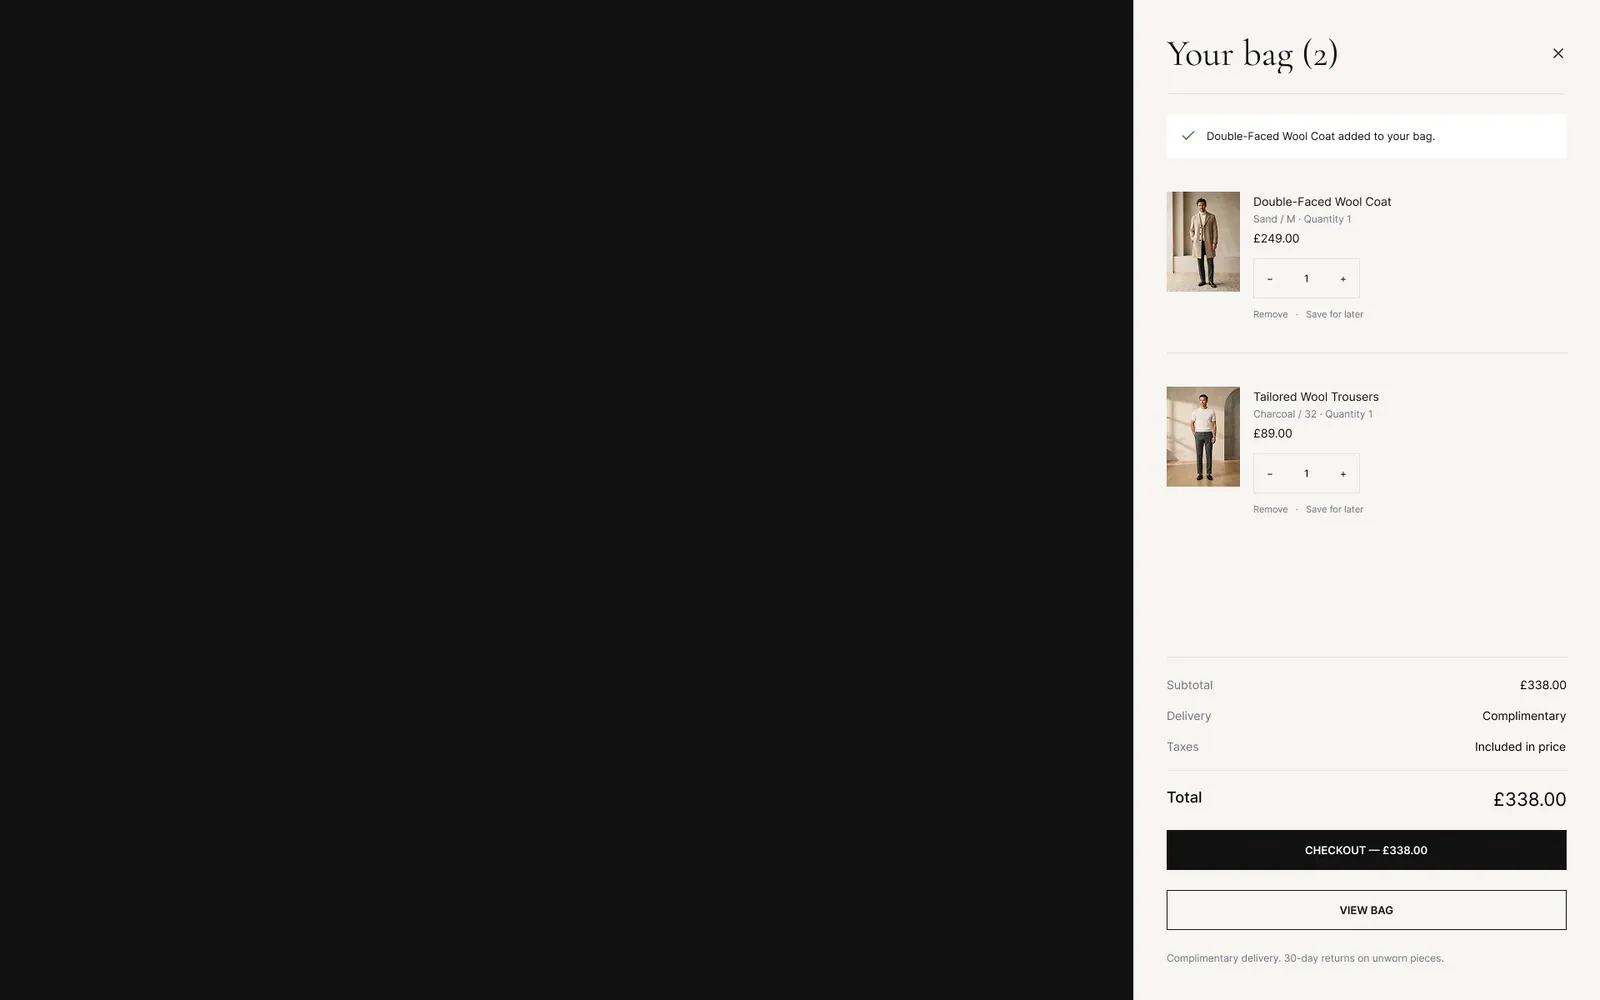 Your bag (2)
Double-Faced Wool Coat added to your bag.
Double-Faced Wool Coat
Sand / M · Quantity 1
£249.00
− 1 +
Remove · Save for later
Tailored Wool Trousers
Charcoal / 32 · Quantity 1
£89.00
− 1 +
Remove · Save for later
Subtotal £338.00
Delivery Complimentary
Taxes Included in price
Total £338.00
CHECKOUT — £338.00
VIEW BAG
Complimentary delivery. 30-day returns on unworn pieces.